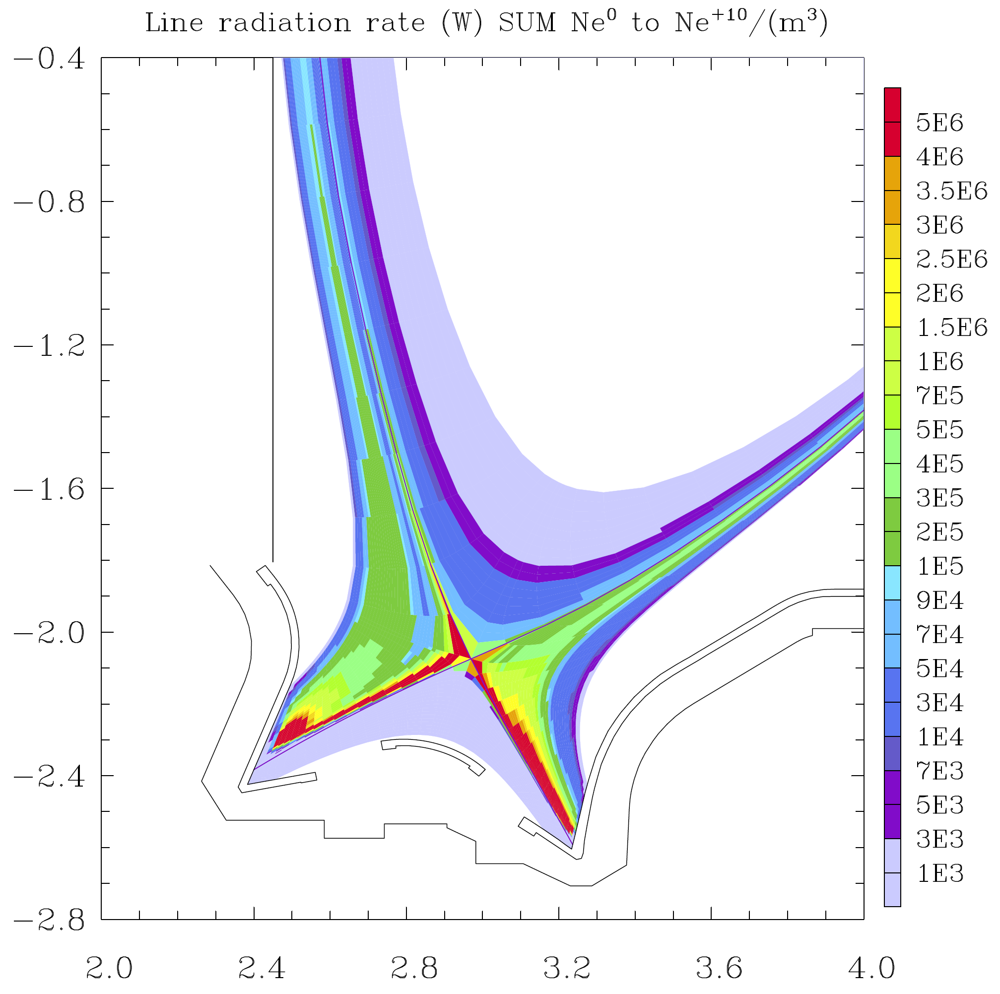 Line radiation rate (W) SUM Ne⁰ to Ne⁺¹⁰/(m³)
−0.4
−0.8
−1.2
−1.6
−2.0
−2.4
−2.8
2.0 2.4 2.8 3.2 3.6 4.0
5E6
4E6
3.5E6
3E6
2.5E6
2E6
1.5E6
1E6
7E5
5E5
4E5
3E5
2E5
1E5
9E4
7E4
5E4
3E4
1E4
7E3
5E3
3E3
1E3